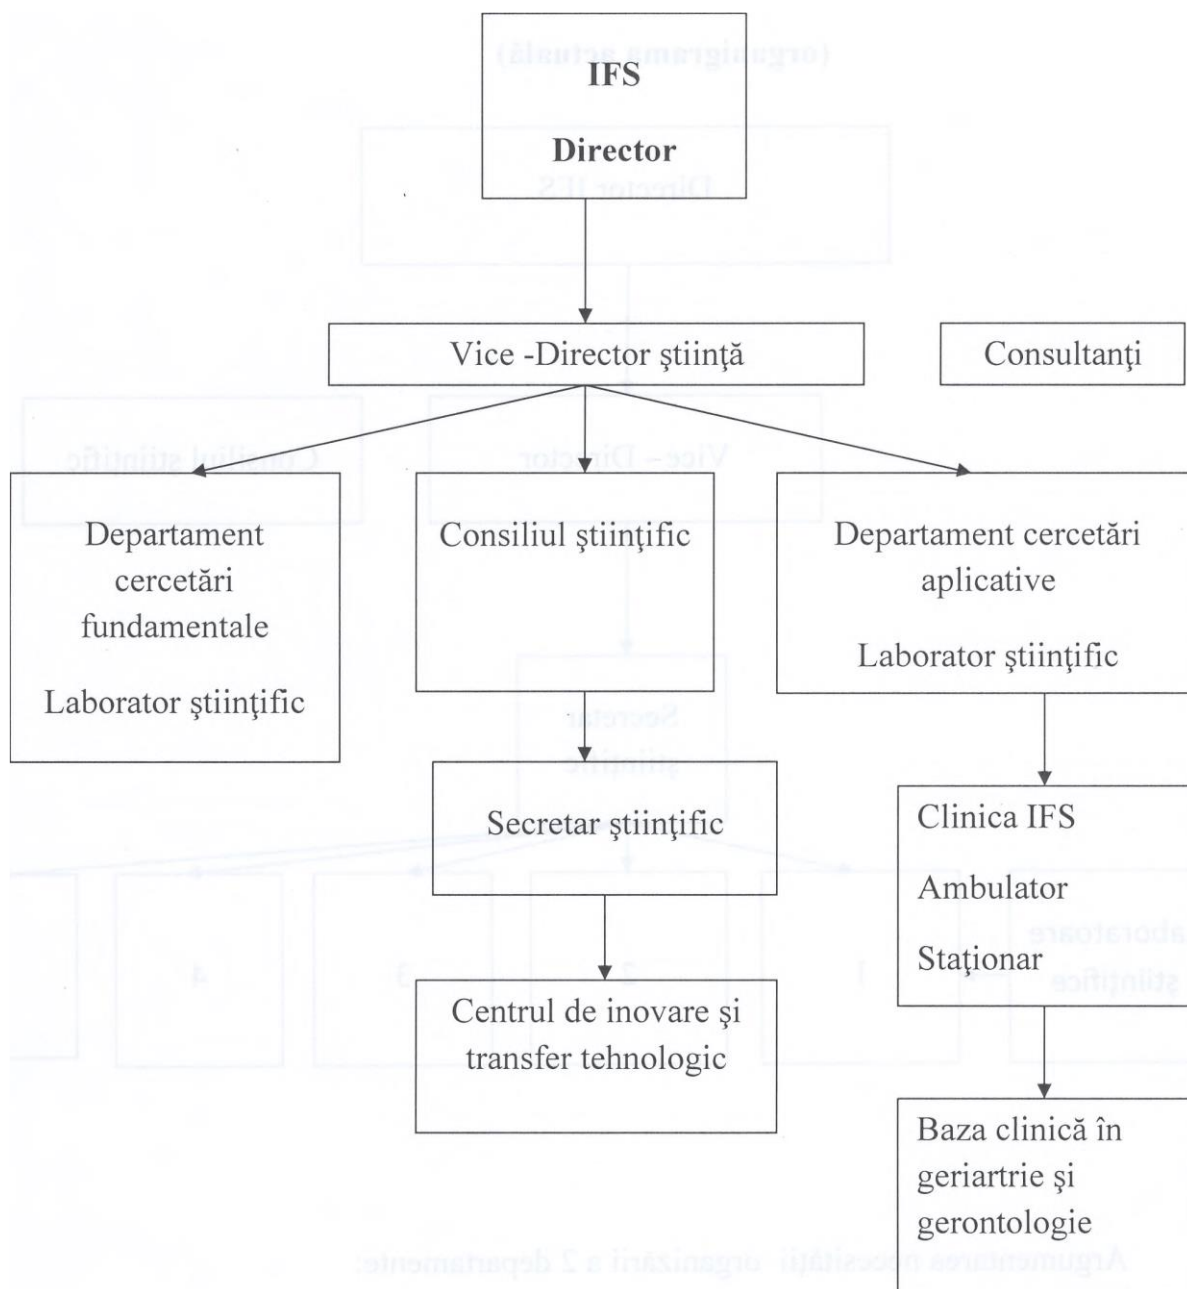 IFS
Director
Vice -Director ştiinţă
Consultanţi
Departament
cercetări
fundamentale
Laborator ştiinţific
Consiliul ştiinţific
Departament cercetări
aplicative
Laborator ştiinţific
Secretar ştiinţific
Clinica IFS
Ambulator
Staţionar
Centrul de inovare şi
transfer tehnologic
Baza clinică în
geriartrie şi
gerontologie